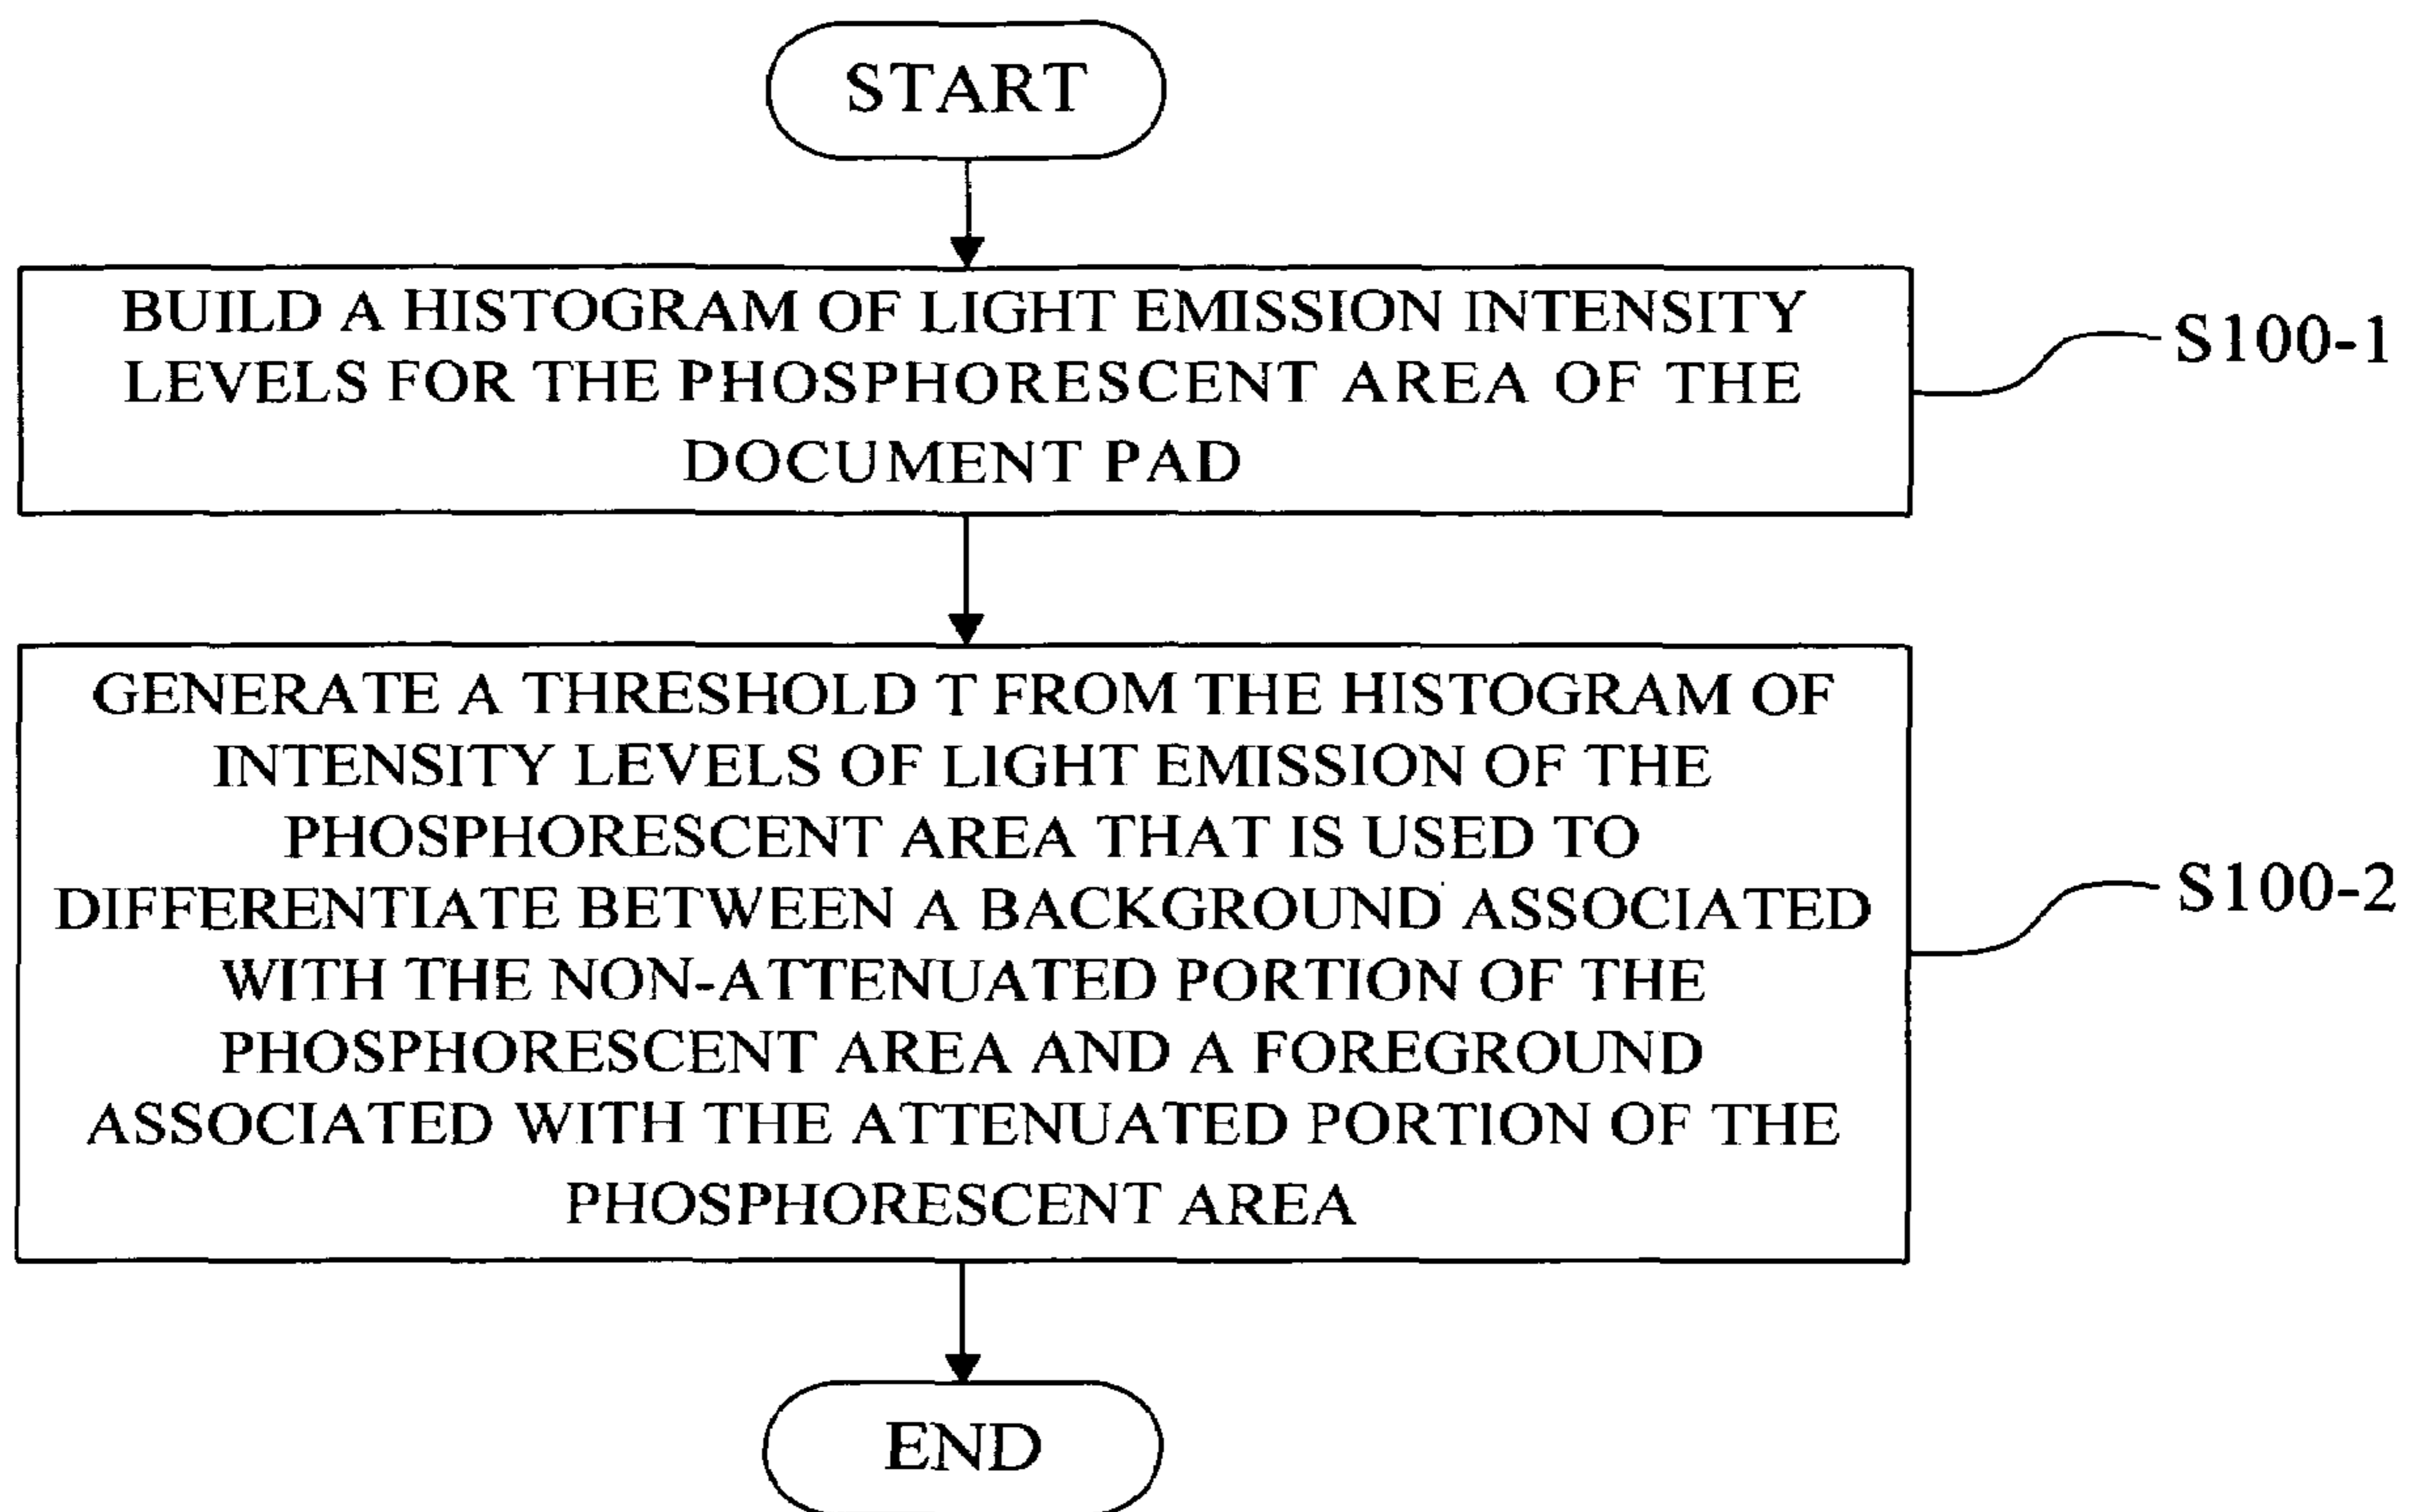 START
BUILD A HISTOGRAM OF LIGHT EMISSION INTENSITY
LEVELS FOR THE PHOSPHORESCENT AREA OF THE
DOCUMENT PAD
S100-1
GENERATE A THRESHOLD T FROM THE HISTOGRAM OF
INTENSITY LEVELS OF LIGHT EMISSION OF THE
PHOSPHORESCENT AREA THAT IS USED TO
DIFFERENTIATE BETWEEN A BACKGROUND ASSOCIATED
WITH THE NON-ATTENUATED PORTION OF THE
PHOSPHORESCENT AREA AND A FOREGROUND
ASSOCIATED WITH THE ATTENUATED PORTION OF THE
PHOSPHORESCENT AREA
S100-2
END